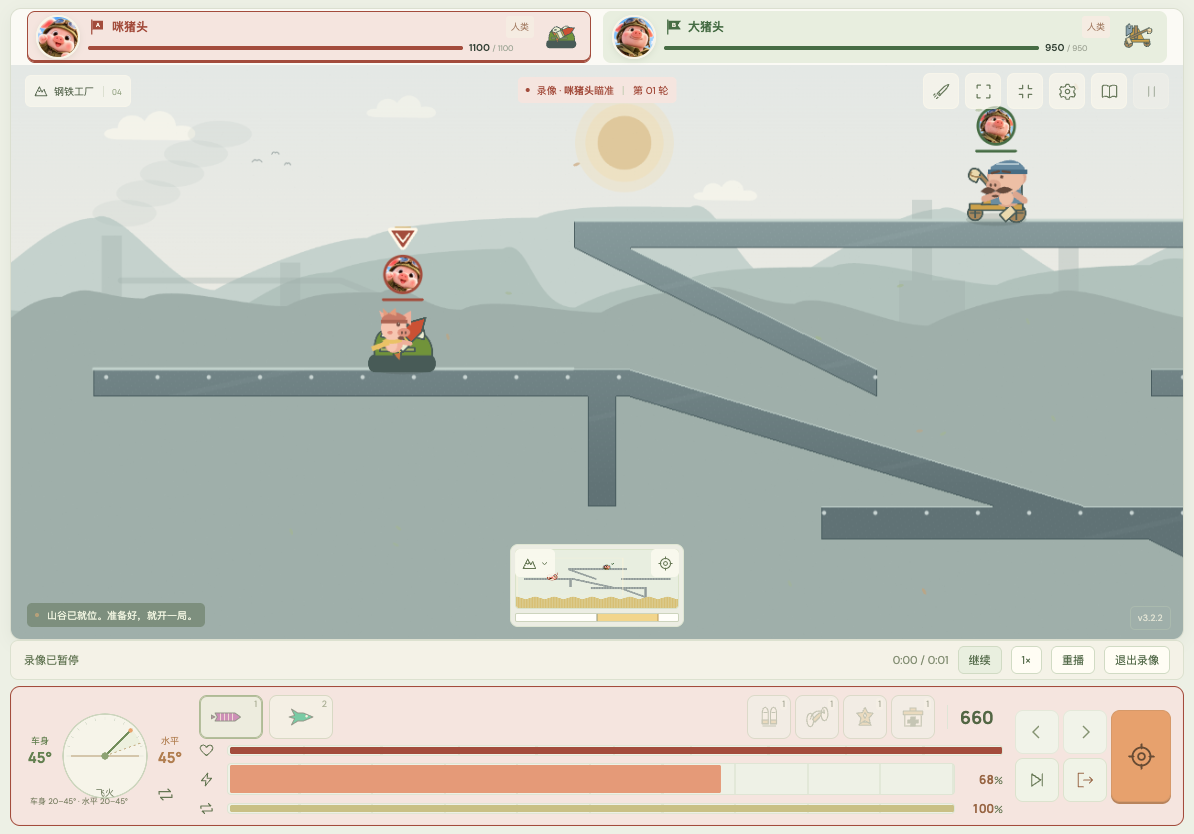 咪猪头
人类
1100 / 1100
大猪头
人类
950 / 950
钢铁工厂 04
录像 · 咪猪头瞄准 第 01 轮
山谷已就位。准备好，就开一局。
v3.2.2
录像已暂停
0:00 / 0:01
继续
1×
重播
退出录像
车身
45°
水平
45°
飞火
车身 20–45° · 水平 20–45°
1
2
1
1
1
1
660
68%
100%